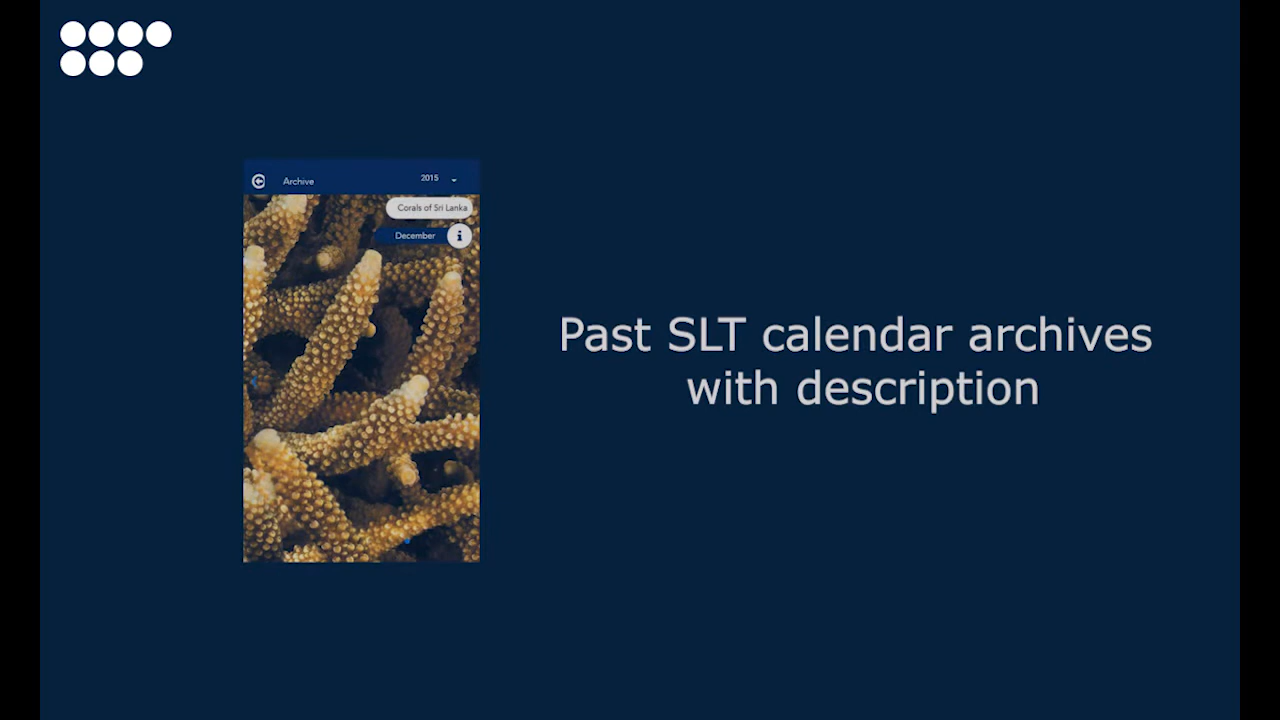 Archive 2015
Corals of Sri Lanka
December
Past SLT calendar archives
with description